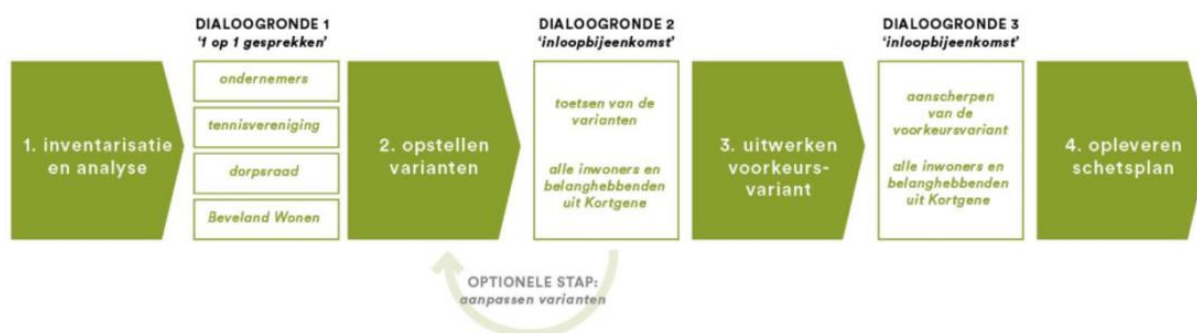 DIALOOGRONDE 1
'1 op 1 gesprekken'
DIALOOGRONDE 2
'inloopbijeenkomst'
DIALOOGRONDE 3
'inloopbijeenkomst'
1. inventarisatie
en analyse
ondernemers
tennisvereniging
dorpsraad
Beveland Wonen
2. opstellen
varianten
toetsen van de
varianten
alle inwoners en
belanghebbenden
uit Kortgene
3. uitwerken
voorkeurs-
variant
aanscherpen
van de
voorkeursvariant
alle inwoners en
belanghebbenden
uit Kortgene
4. opleveren
schetsplan
OPTIONELE STAP:
aanpassen varianten